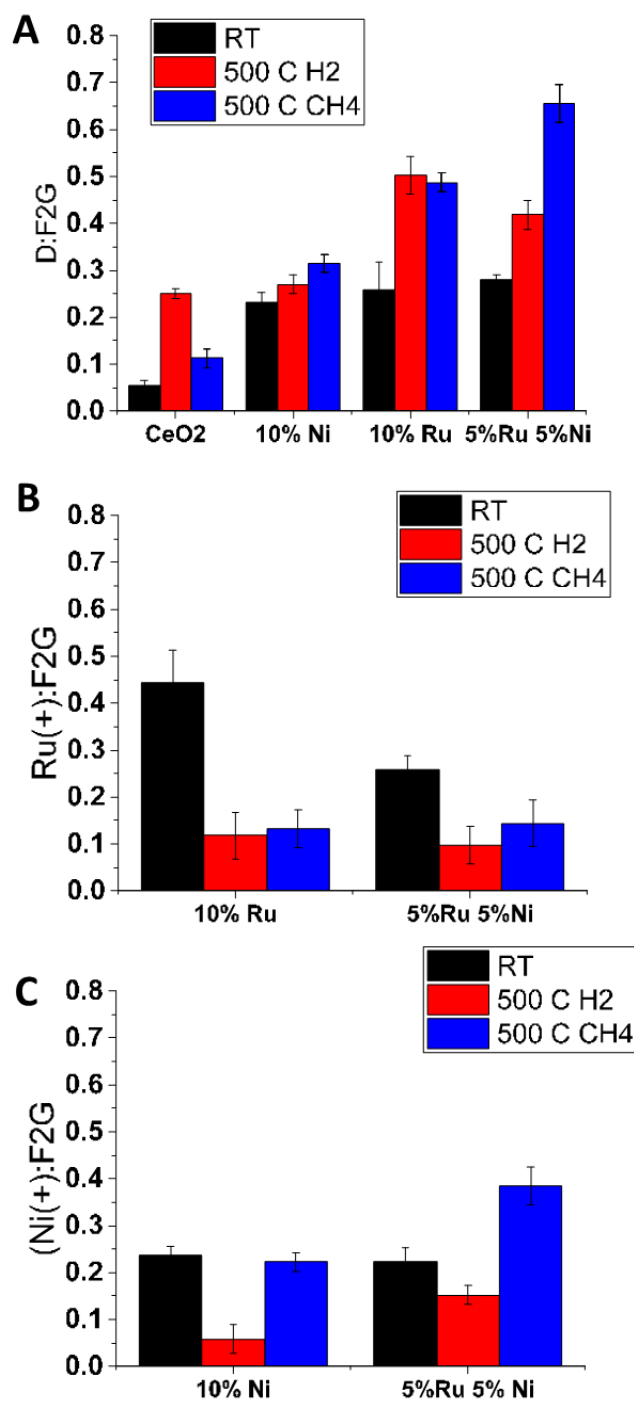 A
RT
500 C H2
500 C CH4
D:F2G
0.8
0.7
0.6
0.5
0.4
0.3
0.2
0.1
0.0
CeO2 10% Ni 10% Ru 5%Ru 5%Ni
B
RT
500 C H2
500 C CH4
Ru(+):F2G
0.8
0.7
0.6
0.5
0.4
0.3
0.2
0.1
0.0
10% Ru 5%Ru 5%Ni
C
RT
500 C H2
500 C CH4
(Ni(+):F2G
0.8
0.7
0.6
0.5
0.4
0.3
0.2
0.1
0.0
10% Ni 5%Ru 5% Ni